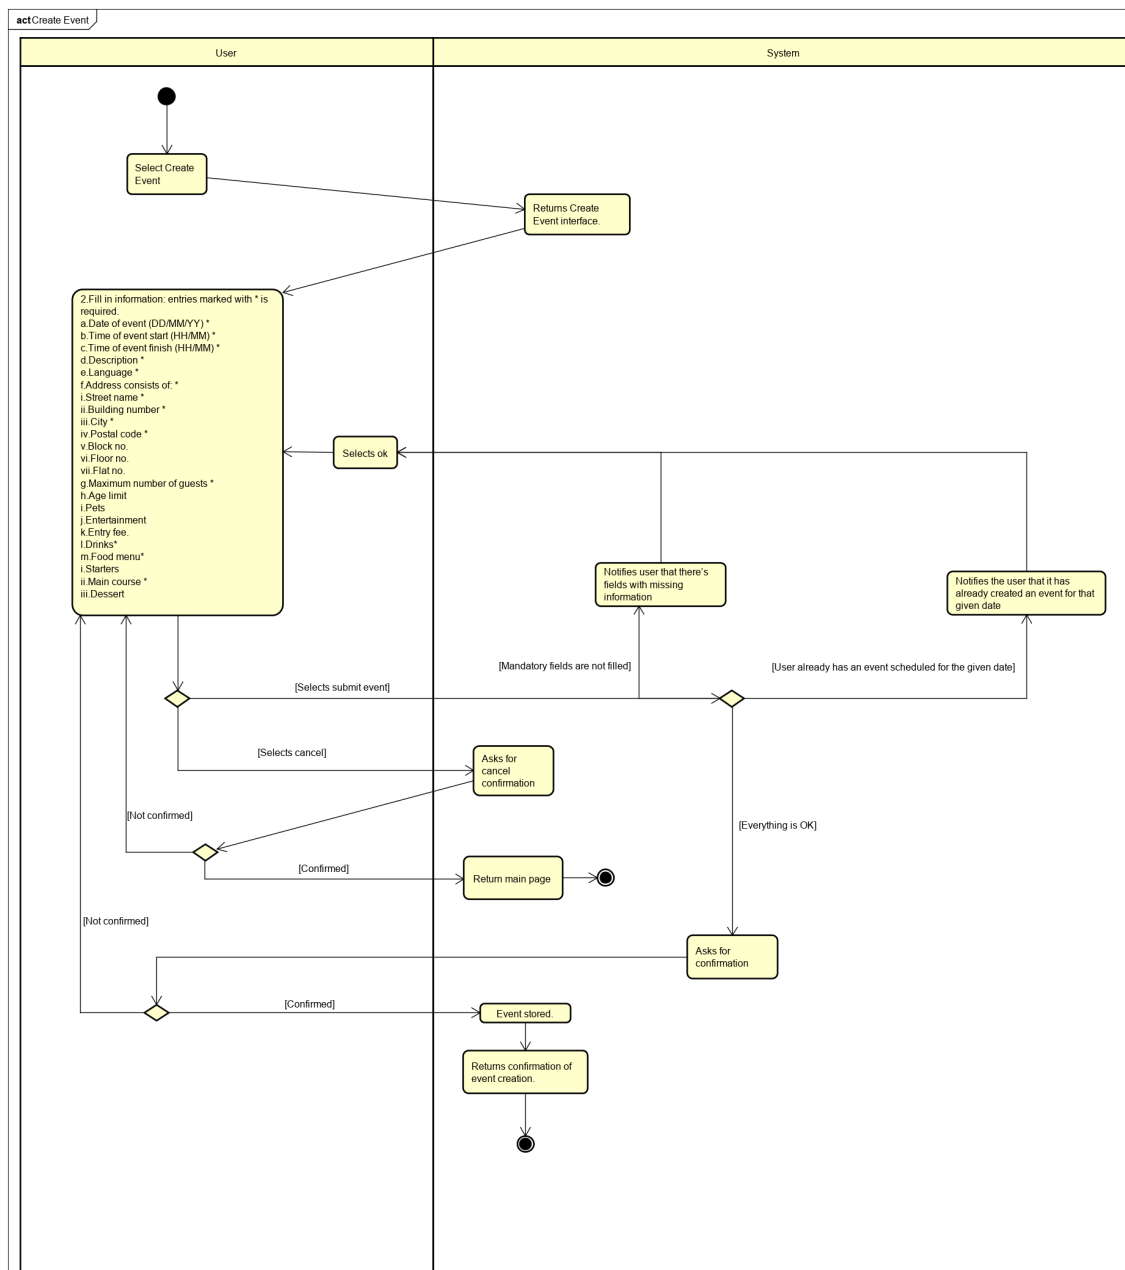 act Create Event
User
System
Select Create
Event
Returns Create
Event interface.
2.Fill in information: entries marked with * is
required.
a.Date of event (DD/MM/YY) *
b.Time of event start (HH/MM) *
c.Time of event finish (HH/MM) *
d.Description *
e.Language *
f.Address consists of: *
i.Street name *
ii.Building number *
iii.City *
iv.Postal code *
v.Block no.
vi.Floor no.
vii.Flat no.
g.Maximum number of guests *
h.Age limit
i.Pets
j.Entertainment
k.Entry fee.
l.Drinks*
m.Food menu*
i.Starters
ii.Main course *
iii.Dessert
Selects ok
Notifies user that there's
fields with missing
information
Notifies the user that it has
already created an event for that
given date
[Mandatory fields are not filled]
[User already has an event scheduled for the given date]
[Selects submit event]
[Selects cancel]
Asks for
cancel
confirmation
[Not confirmed]
[Everything is OK]
[Confirmed]
Return main page
[Not confirmed]
Asks for
confirmation
[Confirmed]
Event stored.
Returns confirmation of
event creation.